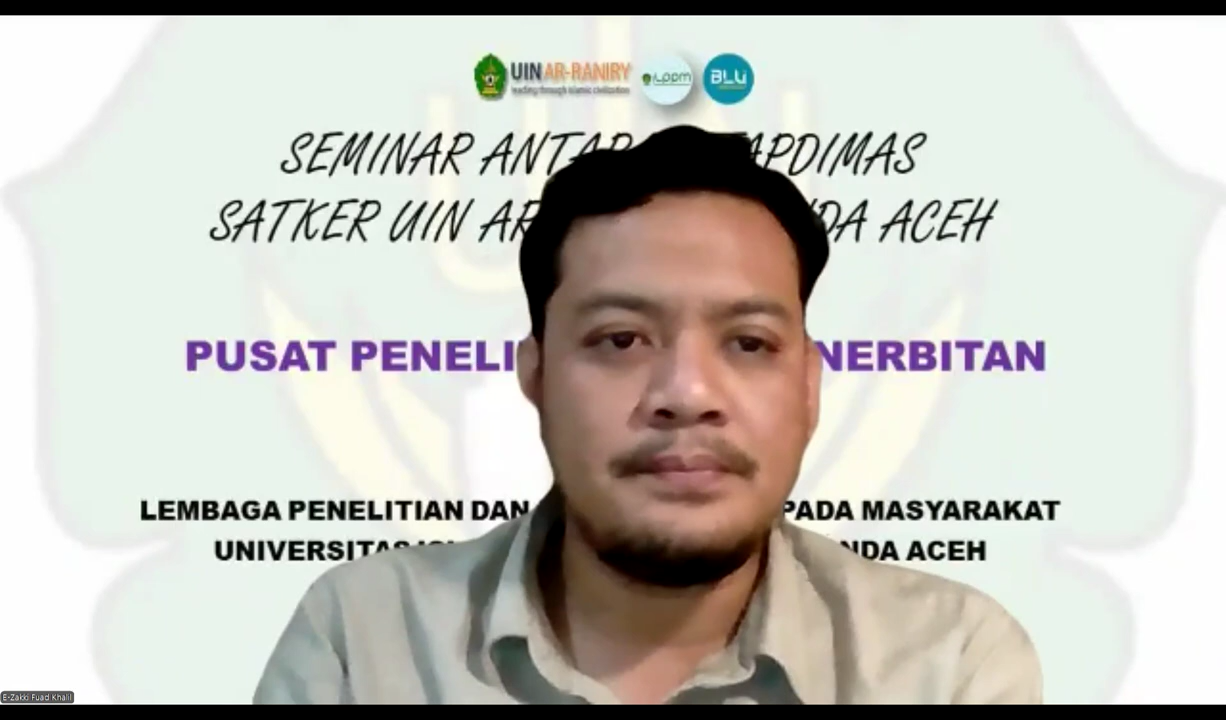 UIN AR-RANIRY
leading through islamic civilization
LPPM
BLU
SEMINAR ANTAR APDIMAS
SATKER UIN AR NDA ACEH
PUSAT PENELI NERBITAN
LEMBAGA PENELITIAN DAN PADA MASYARAKAT
UNIVERSITAS NDA ACEH
E-Zakki Fuad Khalil